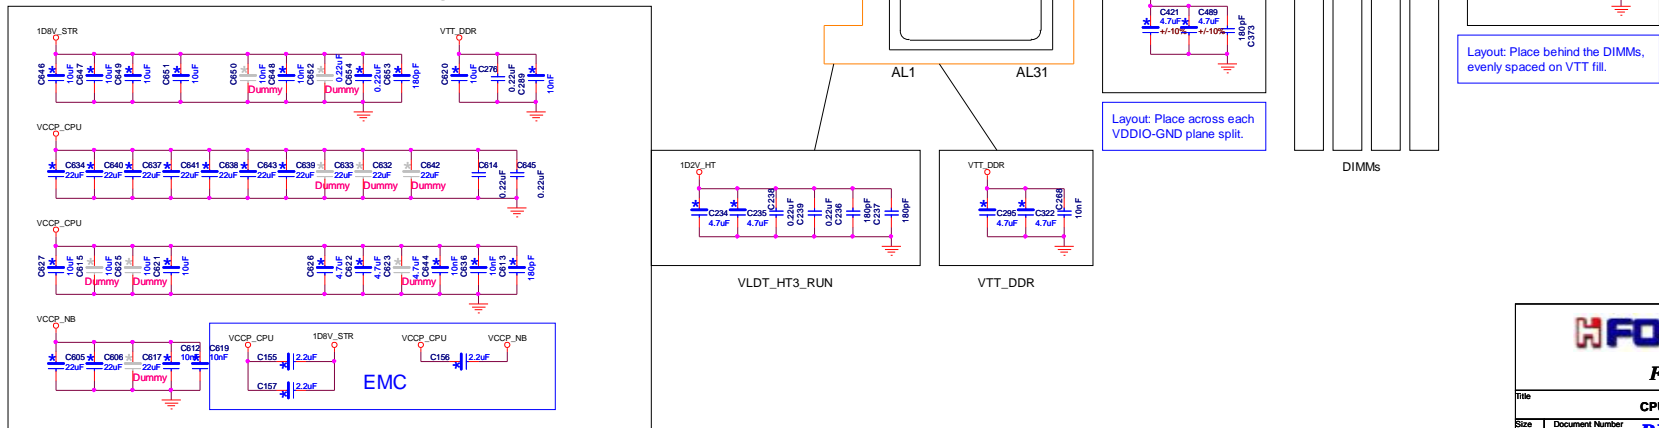 1D8V_STR
C646
10uF
C647
10uF
C649
10uF
C651
10uF
C650
10nF
Dummy
C648
10nF
C652
0.22uF
Dummy
C654
0.22uF
C653
180pF
VTT_DDR
C620
10uF
C276
0.22uF
C289
10nF
VCCP_CPU
C634
22uF
C640
22uF
C637
22uF
C641
22uF
C638
22uF
C643
22uF
C639
22uF
C633
22uF
Dummy
C632
22uF
Dummy
C642
22uF
Dummy
C614
0.22uF
C645
0.22uF
VCCP_CPU
C627
10uF
C615
10uF
Dummy
C625
10uF
Dummy
C621
10uF
C626
4.7uF
C622
4.7uF
C623
4.7uF
Dummy
C644
10nF
C636
10nF
C613
180pF
VCCP_NB
C605
22uF
C606
22uF
C617
22uF
Dummy
C612
10nF
C619
10nF
VCCP_CPU
1D8V_STR
C155
2.2uF
C157
2.2uF
VCCP_CPU
VCCP_NB
C156
2.2uF
EMC
AL1
AL31
1D2V_HT
C234
4.7uF
C235
4.7uF
C238
0.22uF
C239
0.22uF
C236
180pF
C237
180pF
VLDT_HT3_RUN
VTT_DDR
C295
4.7uF
C322
4.7uF
C268
10nF
VTT_DDR
C421
4.7uF
+/-10%
C489
4.7uF
+/-10%
180pF
C373
Layout: Place across each
VDDIO-GND plane split.
DIMMs
Layout: Place behind the DIMMs,
evenly spaced on VTT fill.
Title
Size
Document Number